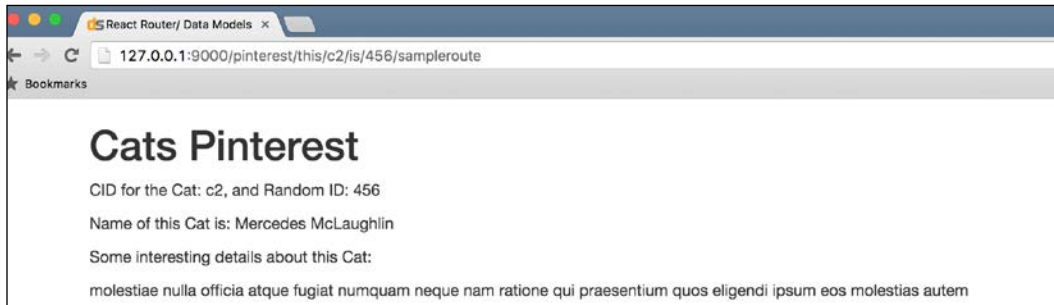 React Router/ Data Models
127.0.0.1:9000/pinterest/this/c2/is/456/sampleroute
Bookmarks
Cats Pinterest
CID for the Cat: c2, and Random ID: 456
Name of this Cat is: Mercedes McLaughlin
Some interesting details about this Cat:
molestiae nulla officia atque fugiat numquam neque nam ratione qui praesentium quos eligendi ipsum eos molestias autem